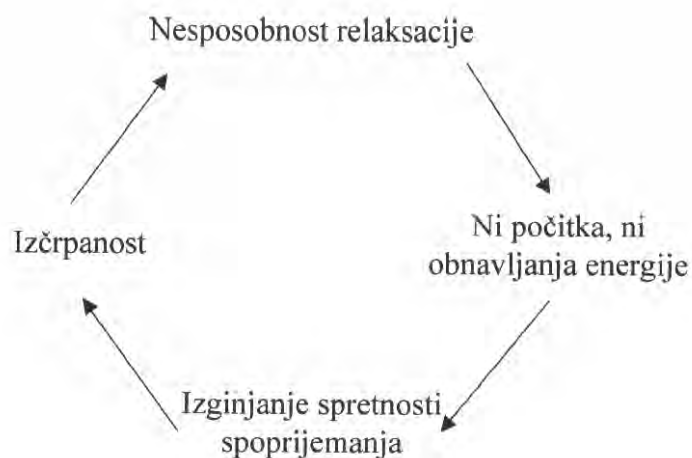 Nesposobnost relaksacije
Ni počitka, ni
obnavljanja energije
Izčrpanost
Izginjanje spretnosti
spoprijemanja